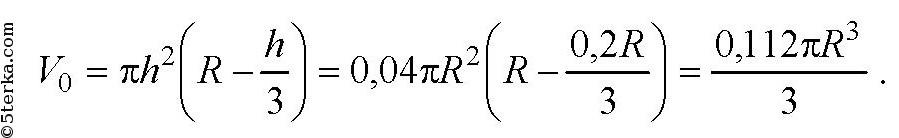 V₀ = πh²(R − h/3) = 0,04πR²(R − 0,2R/3) = 0,112πR³/3 .
©5terka.com